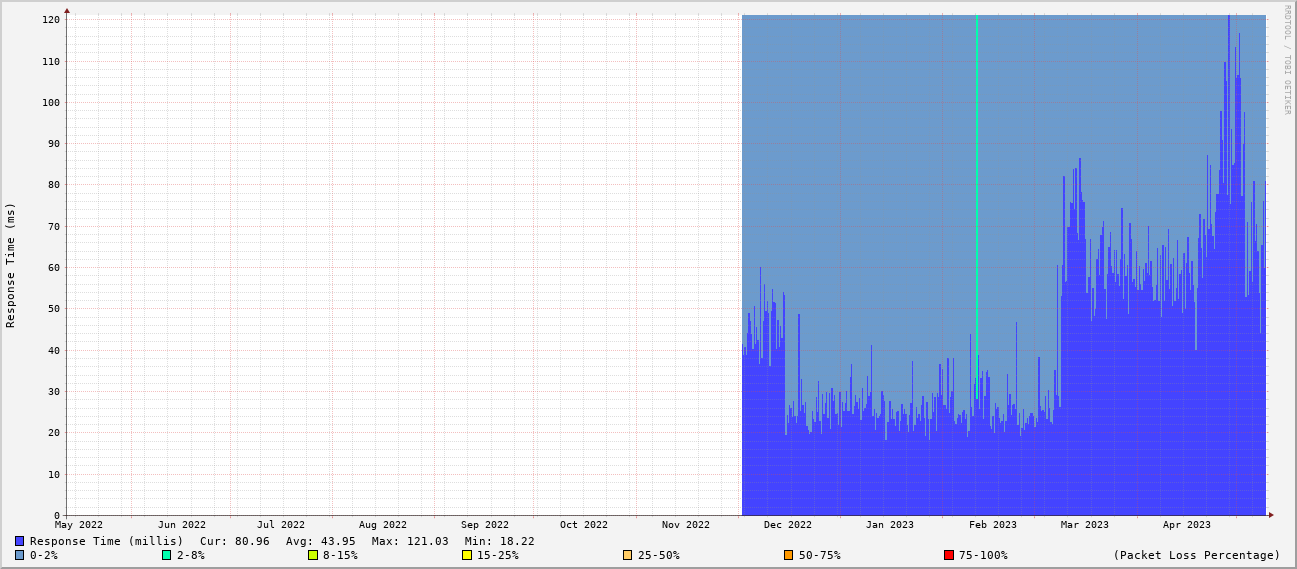 RRDTOOL / TOBI OETIKER
Response Time (ms)
120
110
100
90
80
70
60
50
40
30
20
10
0
May 2022 Jun 2022 Jul 2022 Aug 2022 Sep 2022 Oct 2022 Nov 2022 Dec 2022 Jan 2023 Feb 2023 Mar 2023 Apr 2023
Response Time (millis) Cur: 80.96 Avg: 43.95 Max: 121.03 Min: 18.22
0-2% 2-8% 8-15% 15-25% 25-50% 50-75% 75-100% (Packet Loss Percentage)